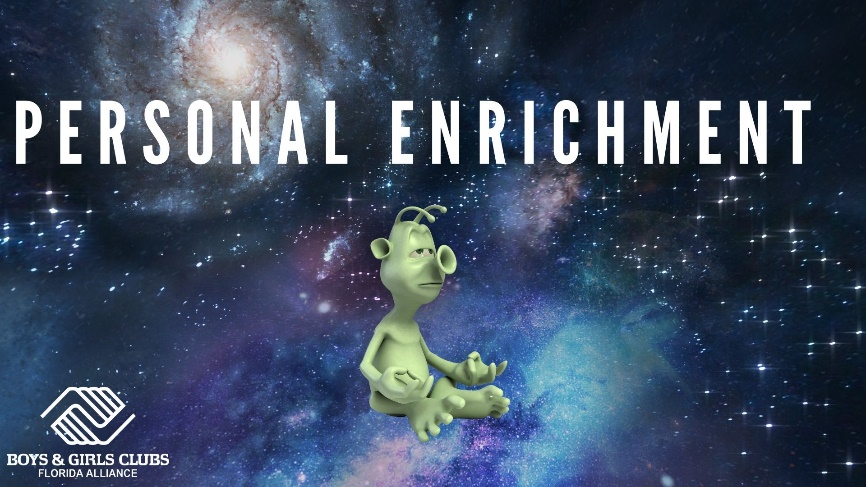 PERSONAL ENRICHMENT
BOYS & GIRLS CLUBS
FLORIDA ALLIANCE